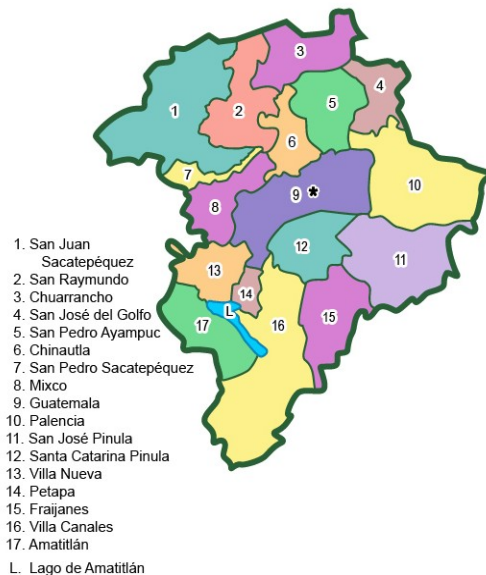 3
4
1
2
5
6
7
10
8
9 *
12
11
13
14
L
15
17
16
1. San Juan
Sacatepéquez
2. San Raymundo
3. Chuarrancho
4. San José del Golfo
5. San Pedro Ayampuc
6. Chinautla
7. San Pedro Sacatepéquez
8. Mixco
9. Guatemala
10. Palencia
11. San José Pinula
12. Santa Catarina Pinula
13. Villa Nueva
14. Petapa
15. Fraijanes
16. Villa Canales
17. Amatitlán
L. Lago de Amatitlán